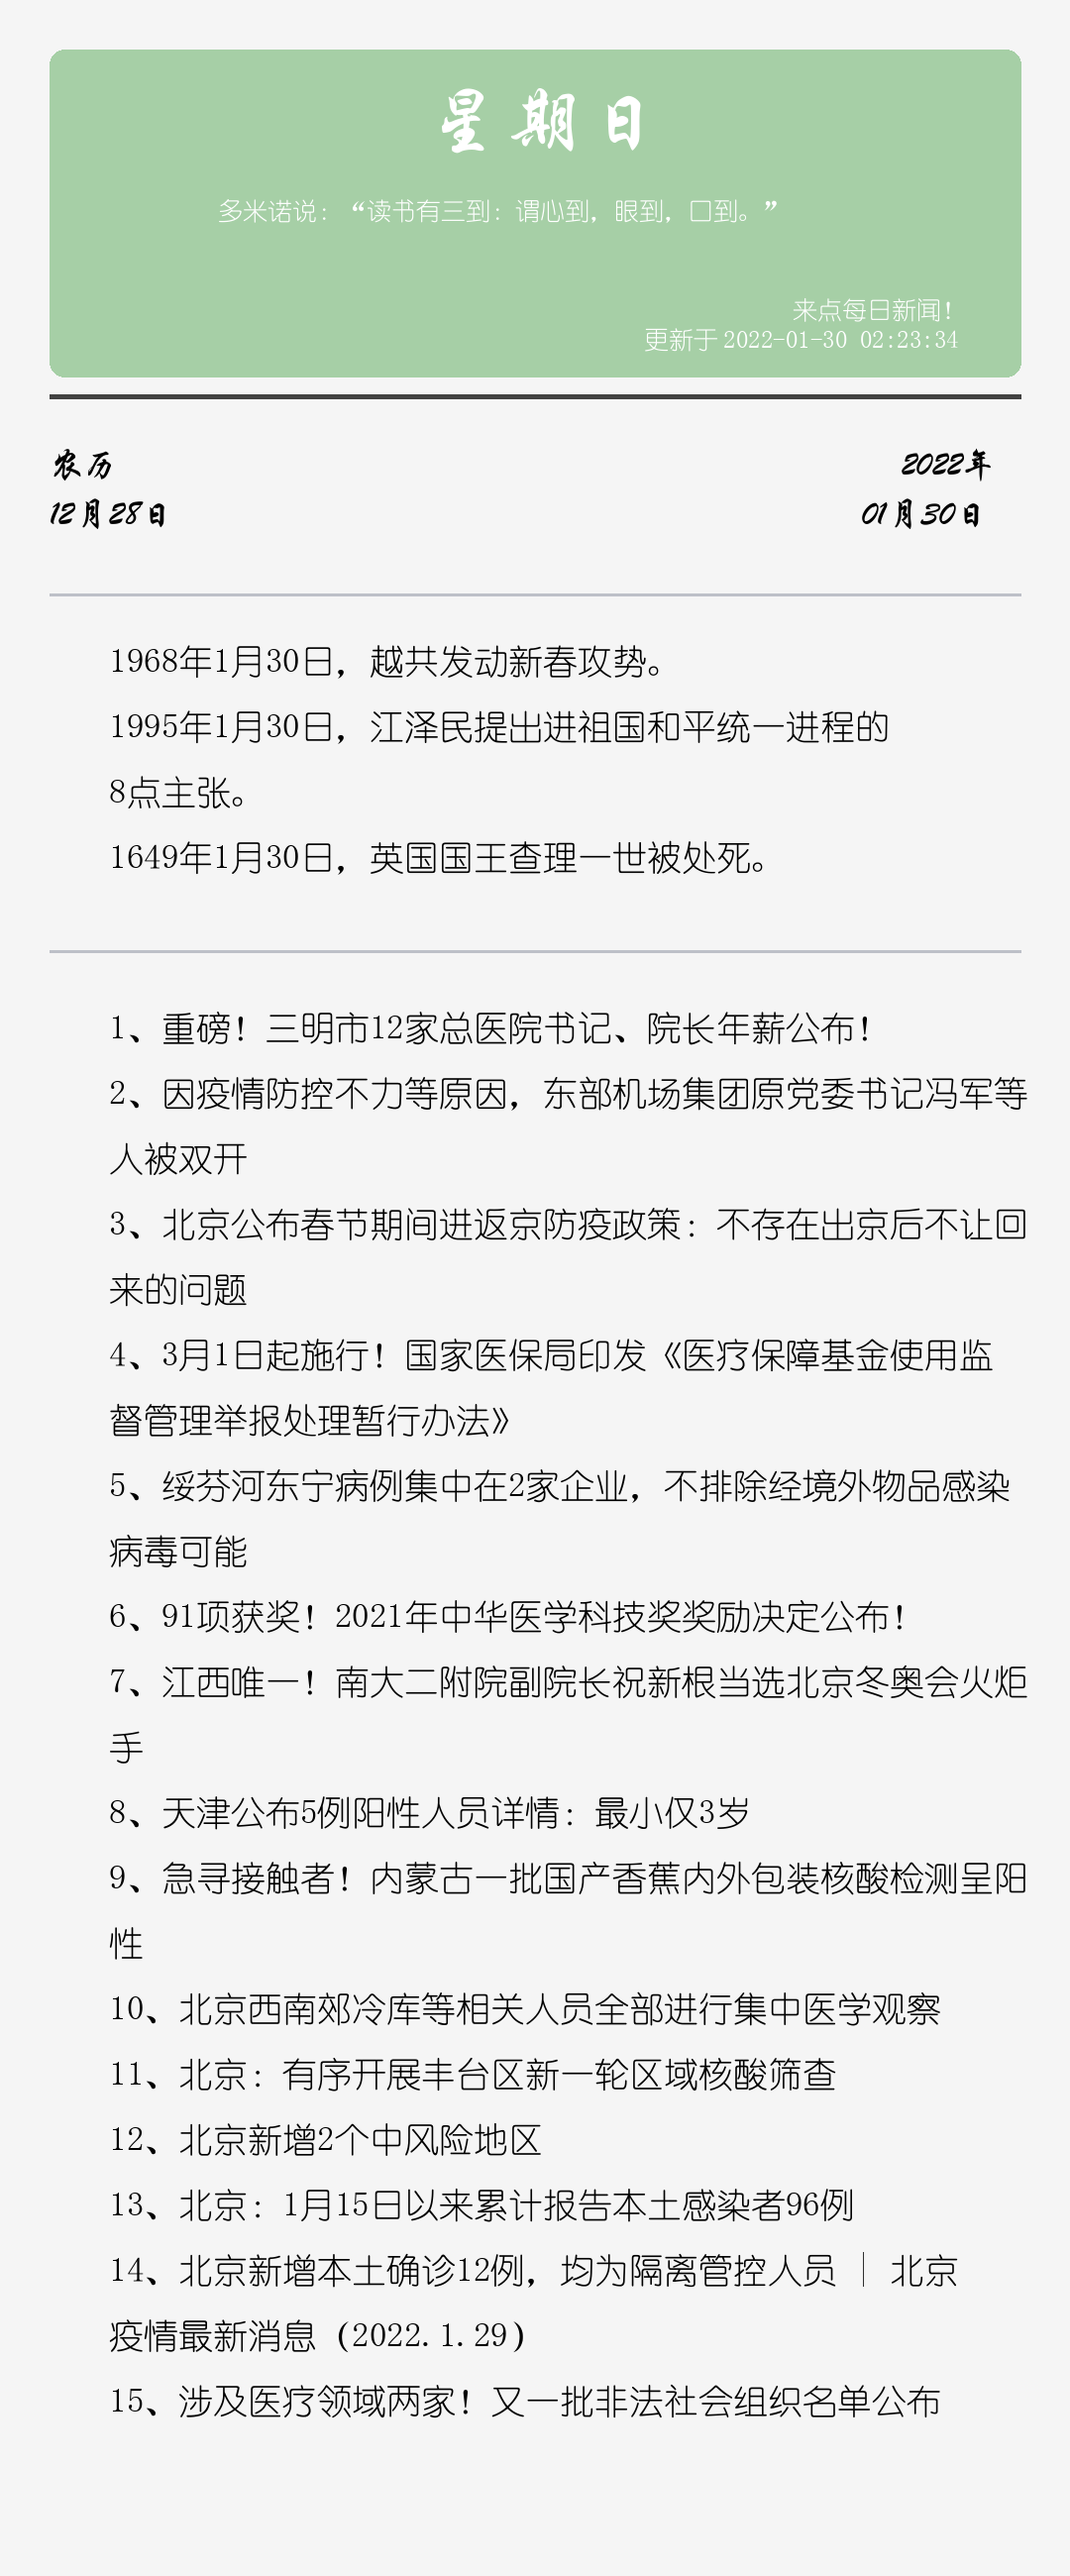 星期日
多米诺说：“读书有三到：谓心到，眼到，口到。”
来点每日新闻！
更新于2022-01-30 02:23:34
农历
2022年
12月28日
01月30日
1968年1月30日，越共发动新春攻势。
1995年1月30日，江泽民提出进祖国和平统一进程的
8点主张。
1649年1月30日，英国国王查理一世被处死。
1、重磅！三明市12家总医院书记、院长年薪公布！
2、因疫情防控不力等原因，东部机场集团原党委书记冯军等
人被双开
3、北京公布春节期间进返京防疫政策：不存在出京后不让回
来的问题
4、3月1日起施行！国家医保局印发《医疗保障基金使用监
督管理举报处理暂行办法》
5、绥芬河东宁病例集中在2家企业，不排除经境外物品感染
病毒可能
6、91项获奖！2021年中华医学科技奖奖励决定公布！
7、江西唯一！南大二附院副院长祝新根当选北京冬奥会火炬
手
8、天津公布5例阳性人员详情：最小仅3岁
9、急寻接触者！内蒙古一批国产香蕉内外包装核酸检测呈阳
性
10、北京西南郊冷库等相关人员全部进行集中医学观察
11、北京：有序开展丰台区新一轮区域核酸筛查
12、北京新增2个中风险地区
13、北京：1月15日以来累计报告本土感染者96例
14、北京新增本土确诊12例，均为隔离管控人员 | 北京
疫情最新消息（2022.1.29）
15、涉及医疗领域两家！又一批非法社会组织名单公布